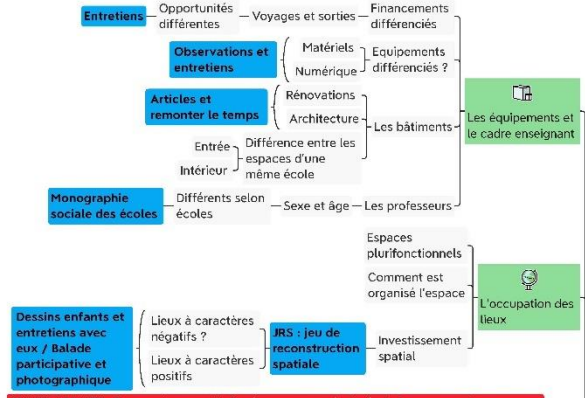 Entretiens
Opportunités
différentes
Voyages et sorties
Financements
différenciés
Observations et
entretiens
Matériels
Numérique
Equipements
différenciés ?
Articles et
remonter le temps
Rénovations
Architecture
Entrée
Intérieur
Différence entre les
espaces d'une
même école
Les bâtiments
Les équipements et
le cadre enseignant
Monographie
sociale des écoles
Différents selon
écoles
Sexe et âge
Les professeurs
Espaces
plurifonctionnels
Comment est
organisé l'espace
L'occupation des
lieux
Dessins enfants et
entretiens avec
eux / Balade
participative et
photographique
Lieux à caractères
négatifs ?
Lieux à caractères
positifs
JRS : jeu de
reconstruction
spatiale
Investissement
spatial